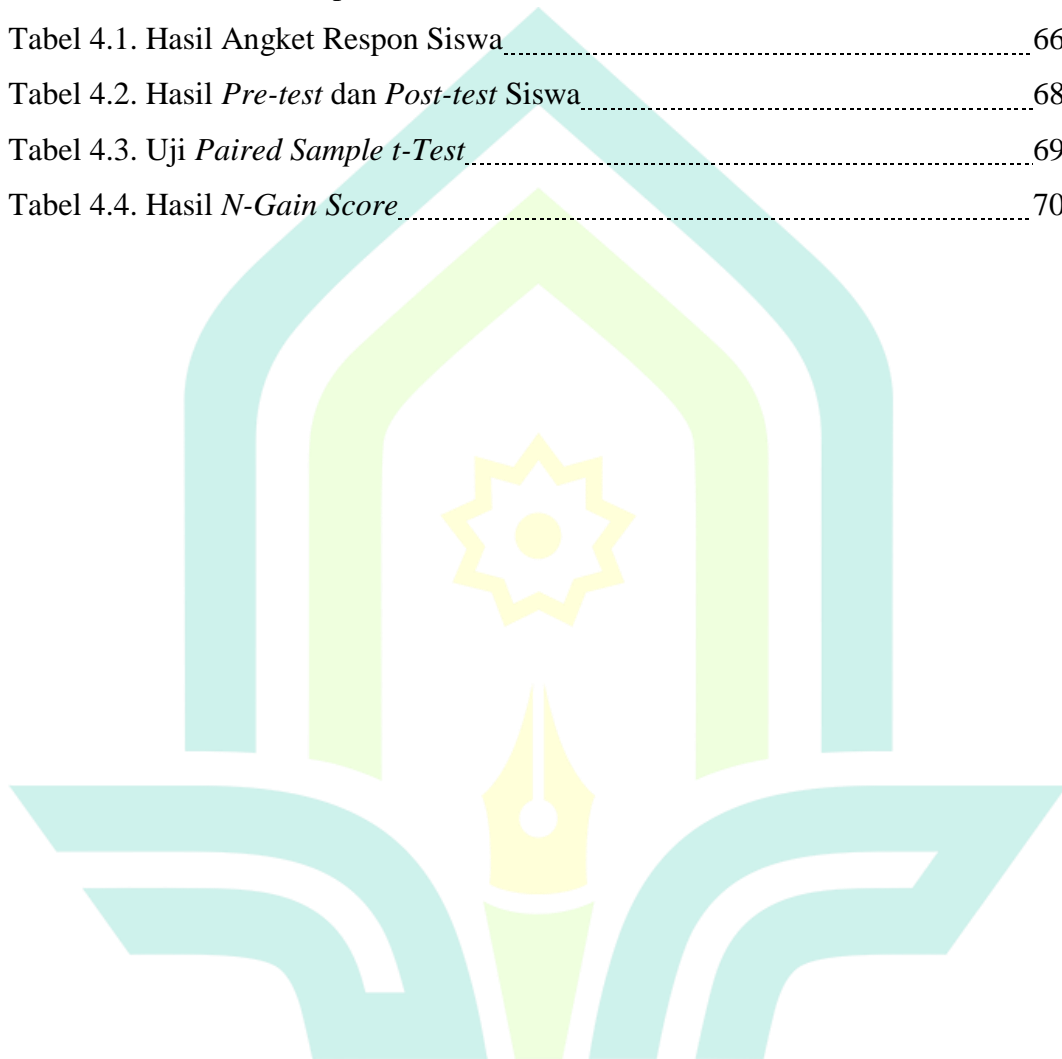 Tabel 4.1. Hasil Angket Respon Siswa 66
Tabel 4.2. Hasil Pre-test dan Post-test Siswa 68
Tabel 4.3. Uji Paired Sample t-Test 69
Tabel 4.4. Hasil N-Gain Score 70